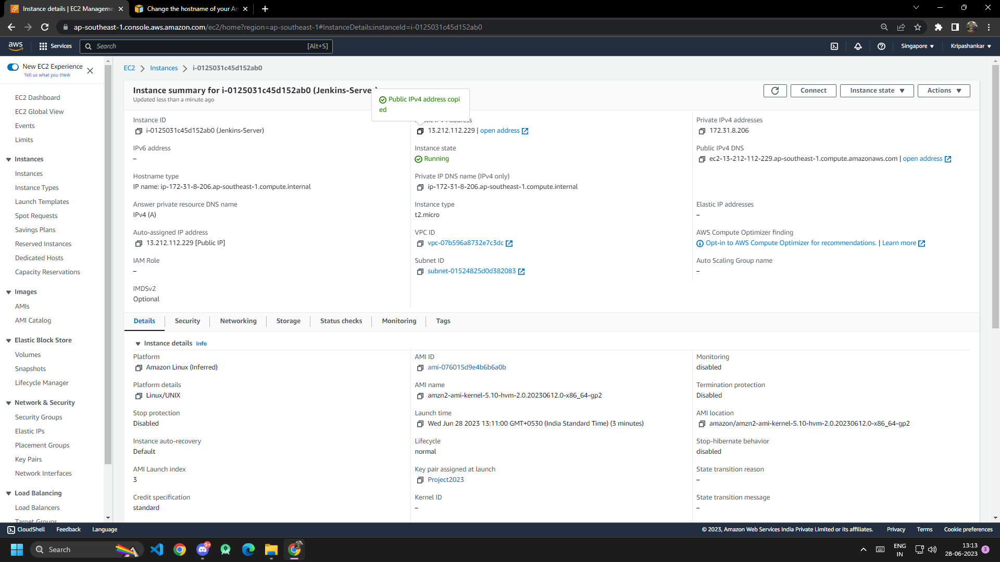 Instance details | EC2 Manageme
Change the hostname of your Am
ap-southeast-1.console.aws.amazon.com/ec2/home?region=ap-southeast-1#InstanceDetails:instanceId=i-0125031c45d152ab0
aws
Services
Search
[Alt+S]
Singapore
Kripashankar
New EC2 Experience
Tell us what you think
EC2 Dashboard
EC2 Global View
Events
Limits
Instances
Instances
Instance Types
Launch Templates
Spot Requests
Savings Plans
Reserved Instances
Dedicated Hosts
Capacity Reservations
Images
AMIs
AMI Catalog
Elastic Block Store
Volumes
Snapshots
Lifecycle Manager
Network & Security
Security Groups
Elastic IPs
Placement Groups
Key Pairs
Network Interfaces
Load Balancing
Load Balancers
Target Groups
EC2
Instances
i-0125031c45d152ab0
Instance summary for i-0125031c45d152ab0 (Jenkins-Server)
Updated less than a minute ago
Connect
Instance state
Actions
Public IPv4 address copi
ed
Instance ID
i-0125031c45d152ab0 (Jenkins-Server)
Public IPv4 address
13.212.112.229 | open address
Private IPv4 addresses
172.31.8.206
IPv6 address
–
Instance state
Running
Public IPv4 DNS
ec2-13-212-112-229.ap-southeast-1.compute.amazonaws.com | open address
Hostname type
IP name: ip-172-31-8-206.ap-southeast-1.compute.internal
Private IP DNS name (IPv4 only)
ip-172-31-8-206.ap-southeast-1.compute.internal
Answer private resource DNS name
IPv4 (A)
Instance type
t2.micro
Elastic IP addresses
–
Auto-assigned IP address
13.212.112.229 [Public IP]
VPC ID
vpc-07b596a8732e7c3dc
AWS Compute Optimizer finding
Opt-in to AWS Compute Optimizer for recommendations. | Learn more
IAM Role
–
Subnet ID
subnet-01524825d0d382083
Auto Scaling Group name
–
IMDSv2
Optional
Details
Security
Networking
Storage
Status checks
Monitoring
Tags
Instance details Info
Platform
Amazon Linux (Inferred)
AMI ID
ami-076015d9e4b6b6a0b
Monitoring
disabled
Platform details
Linux/UNIX
AMI name
amzn2-ami-kernel-5.10-hvm-2.0.20230612.0-x86_64-gp2
Termination protection
Disabled
Stop protection
Disabled
Launch time
Wed Jun 28 2023 13:11:00 GMT+0530 (India Standard Time) (3 minutes)
AMI location
amazon/amzn2-ami-kernel-5.10-hvm-2.0.20230612.0-x86_64-gp2
Instance auto-recovery
Default
Lifecycle
normal
Stop-hibernate behavior
disabled
AMI Launch index
3
Key pair assigned at launch
Project2023
State transition reason
–
Credit specification
standard
Kernel ID
–
State transition message
–
CloudShell
Feedback
Language
© 2023, Amazon Web Services India Private Limited or its affiliates.
Privacy
Terms
Cookie preferences
Search
9+
ENG
IN
13:13
28-06-2023
3